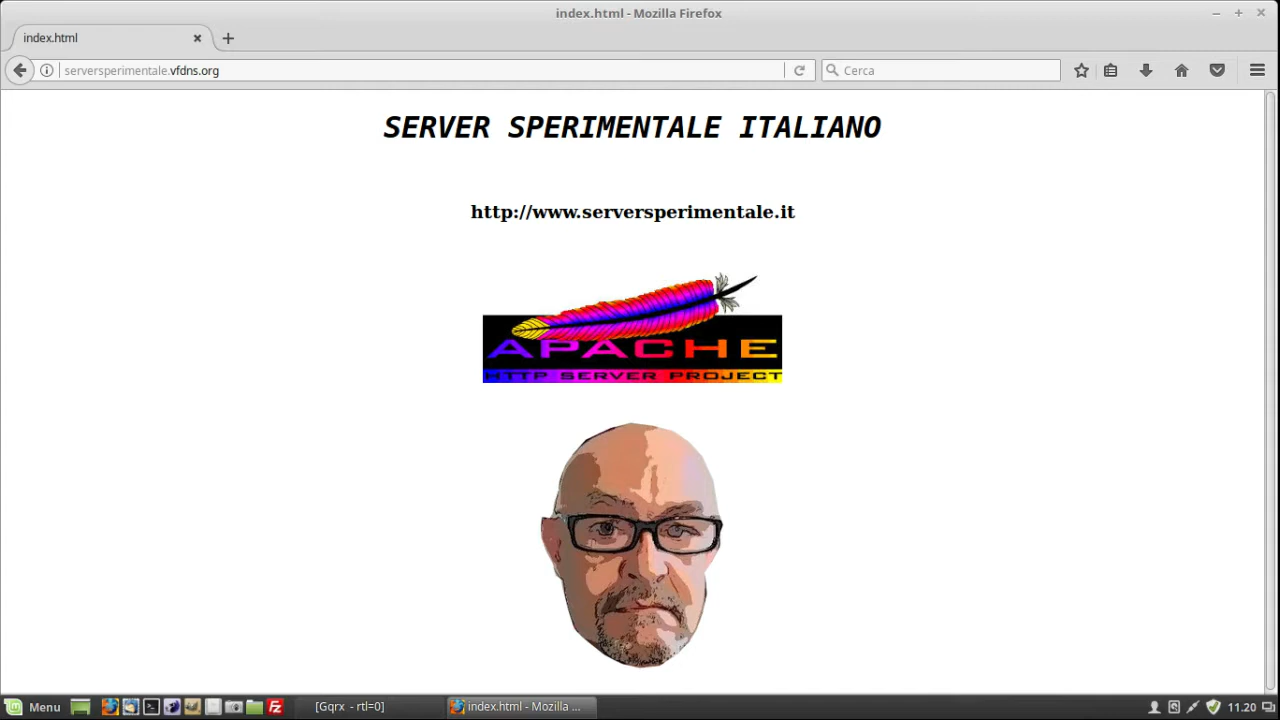 index.html - Mozilla Firefox
index.html
serversperimentale.vfdns.org
Cerca
SERVER SPERIMENTALE ITALIANO
http://www.serversperimentale.it
APACHE
HTTP SERVER PROJECT
Menu
[Gqrx - rtl=0]
index.html - Mozilla ...
11.20